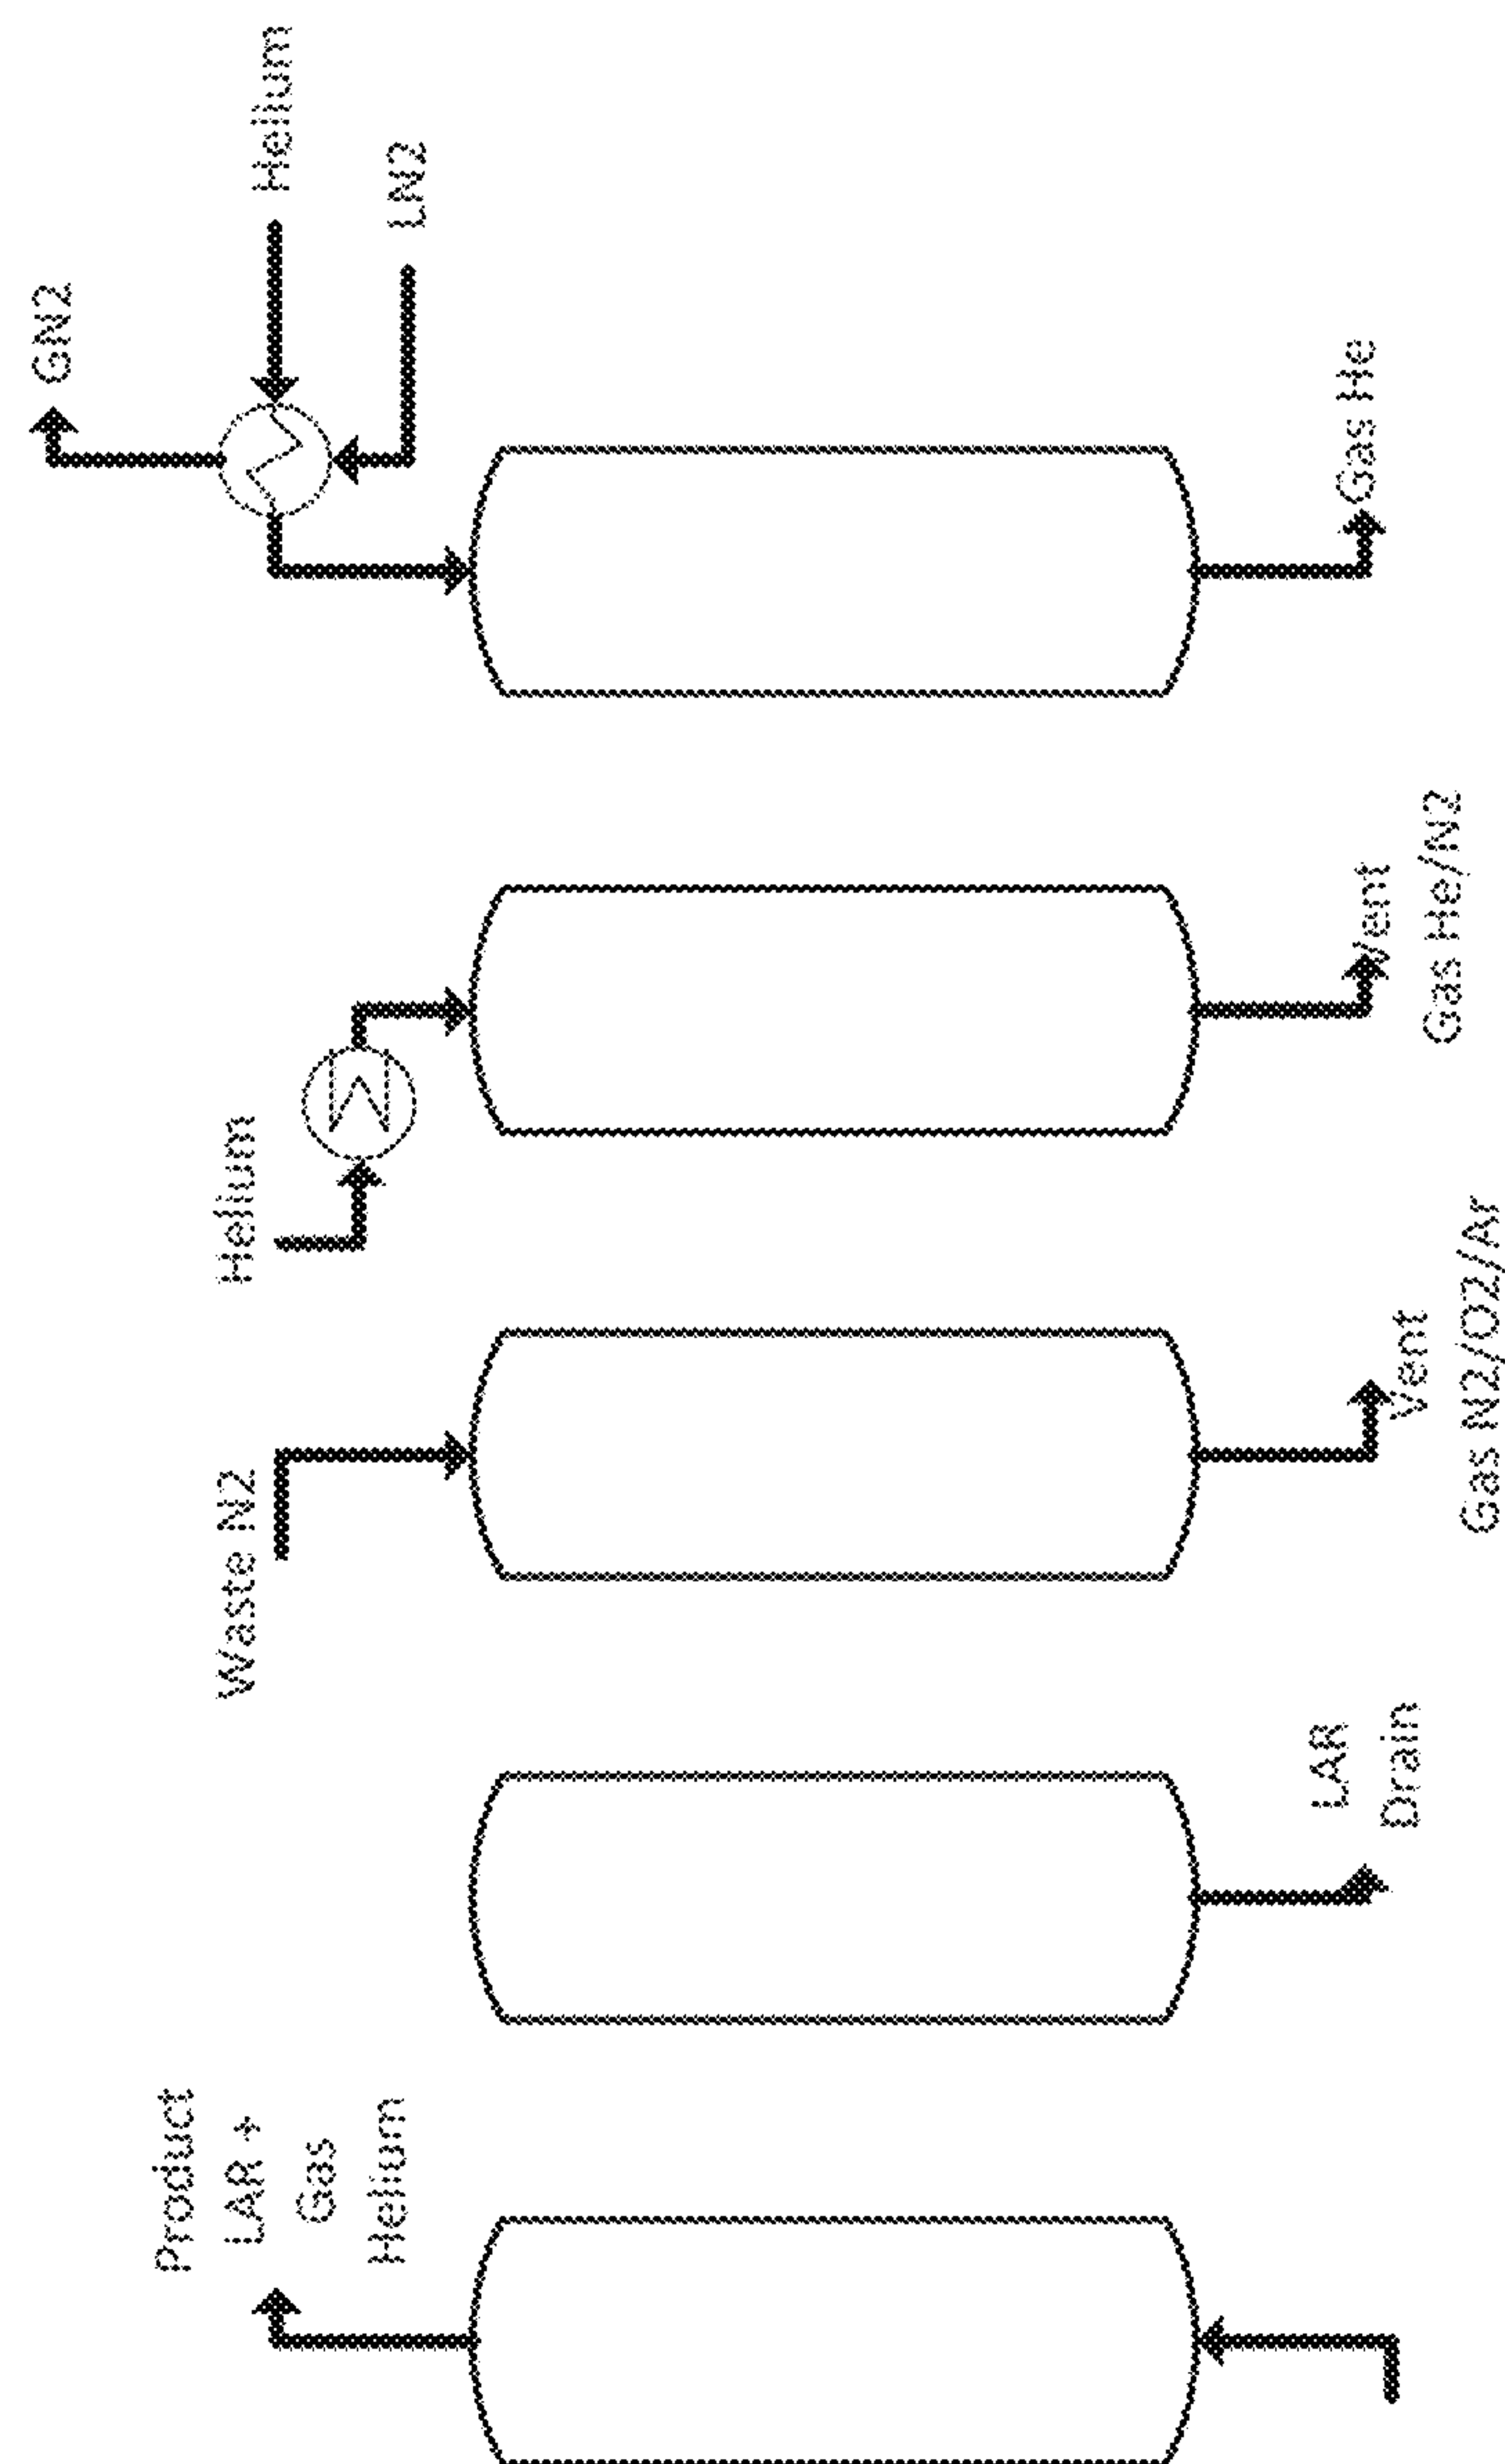 Product
LAR +
Gas
Helium
LAR
Drain
Waste N2
Vent
Gas N2/O2/Ar
Helium
Vent
Gas He/N2
GN2
Helium
LN2
Gas He